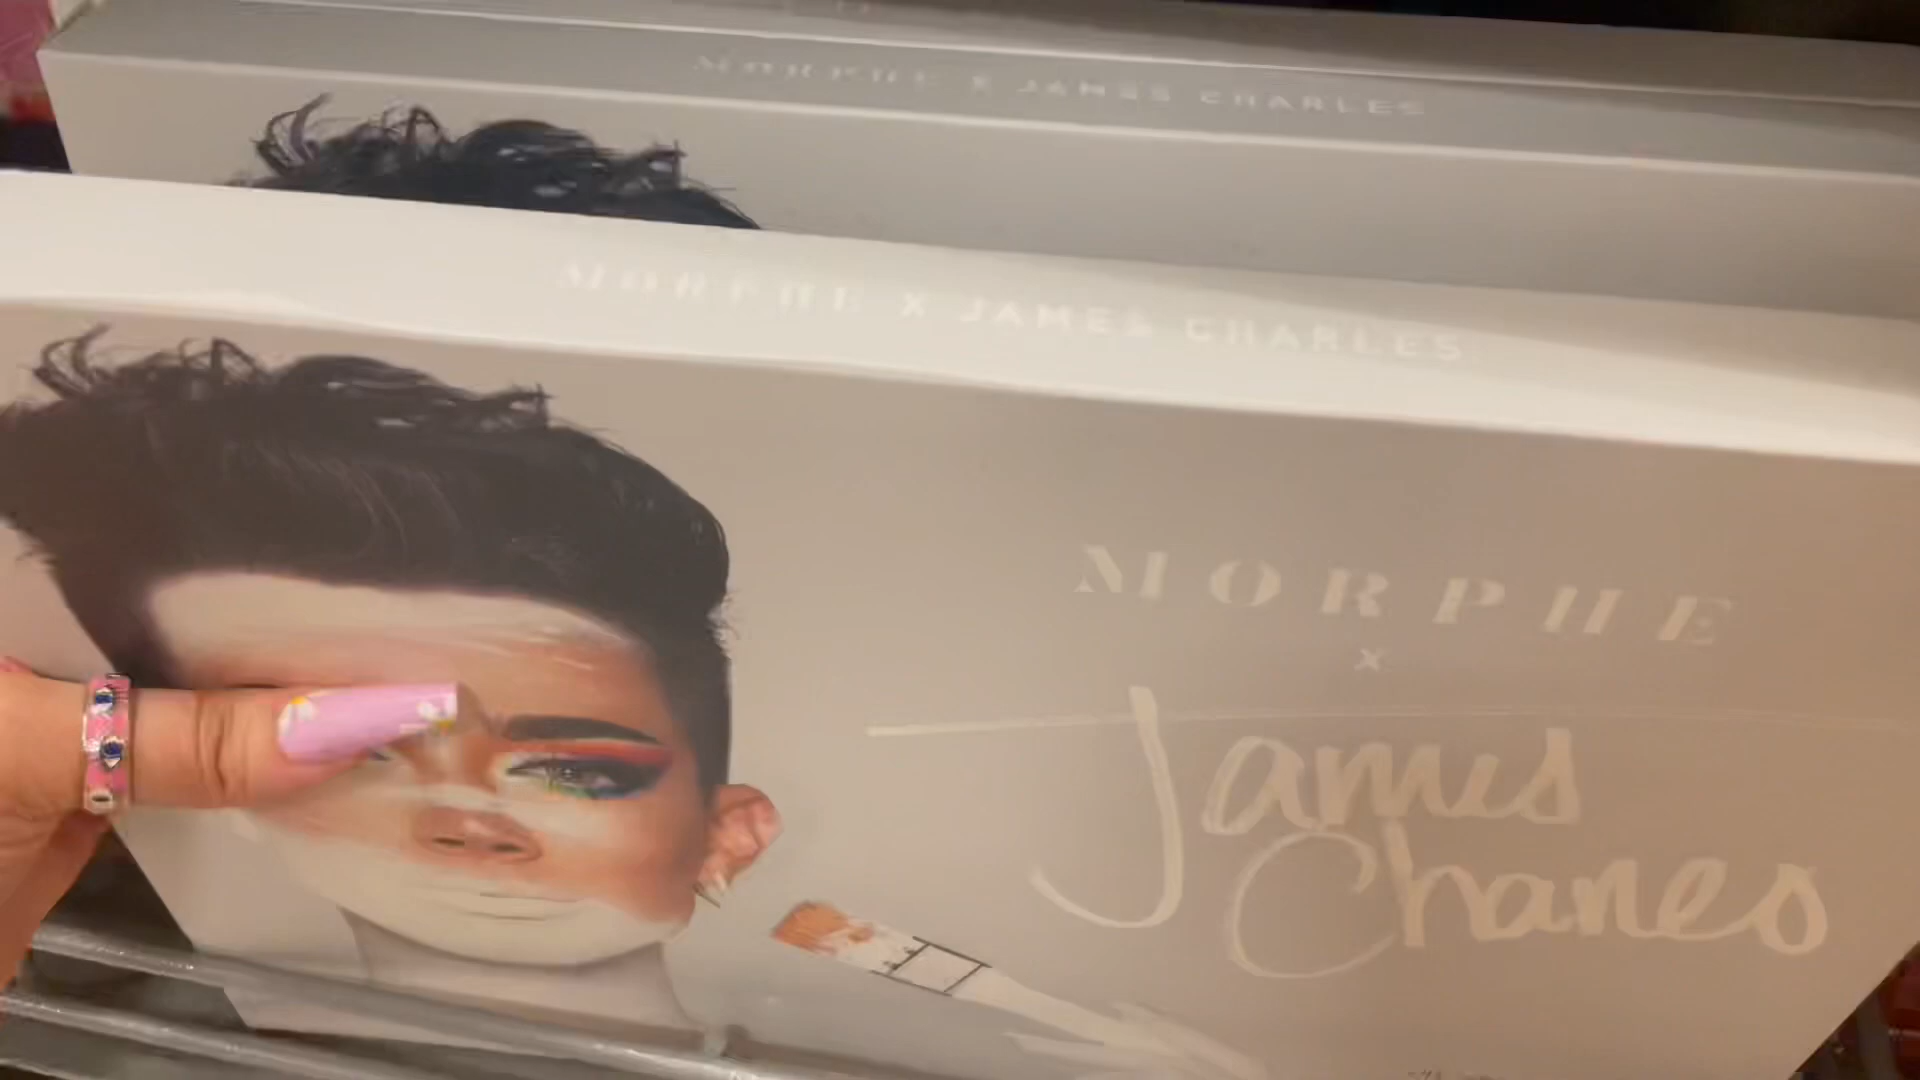 MORPHE X JAMES CHARLES
MORPHE X JAMES CHARLES
MORPHE
X
James
Charles